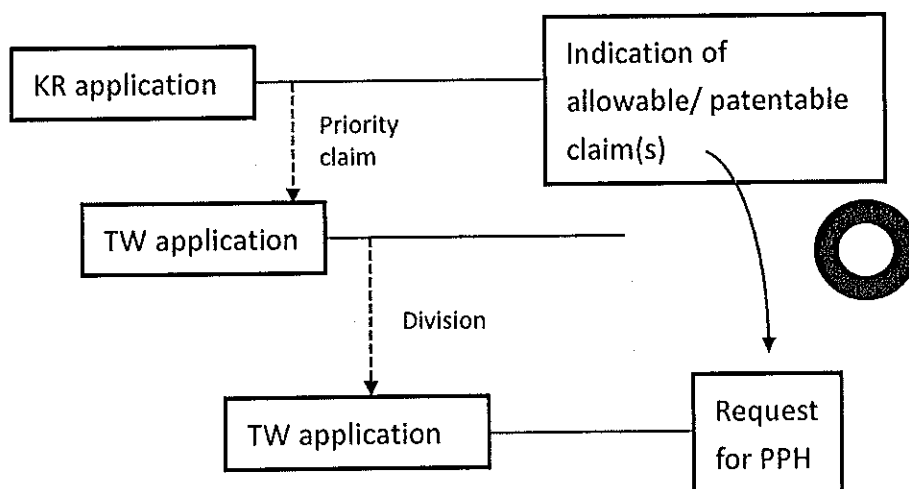 KR application
Indication of
allowable/ patentable
claim(s)
Priority
claim
TW application
Division
TW application
Request
for PPH